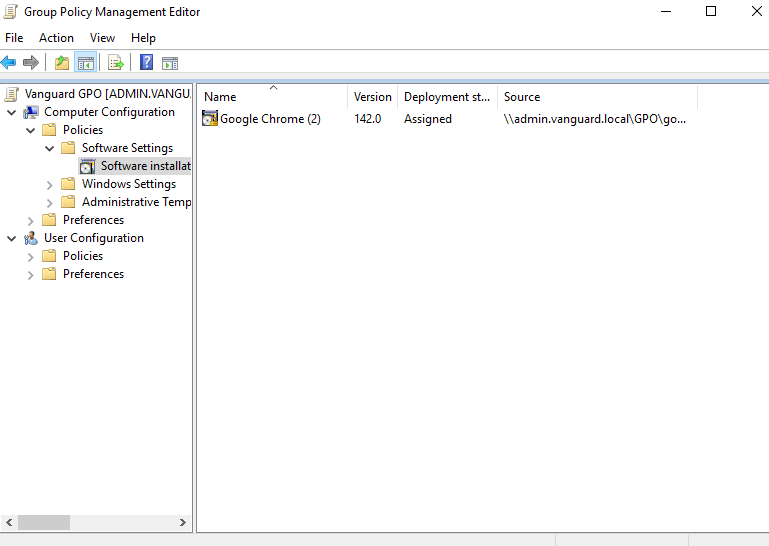 Group Policy Management Editor
File Action View Help
Vanguard GPO [ADMIN.VANGU
Computer Configuration
Policies
Software Settings
Software installat
Windows Settings
Administrative Temp
Preferences
User Configuration
Policies
Preferences
Name Version Deployment st... Source
Google Chrome (2) 142.0 Assigned \\admin.vanguard.local\GPO\go...